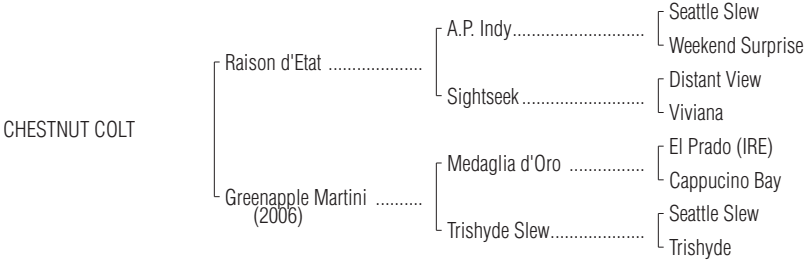 Seattle Slew
A.P. Indy..............................
Weekend Surprise
Raison d'Etat .....................
Distant View
Sightseek............................
Viviana
CHESTNUT COLT
El Prado (IRE)
Medaglia d'Oro .................
Cappucino Bay
Greenapple Martini ..........
(2006)
Seattle Slew
Trishyde Slew.....................
Trishyde